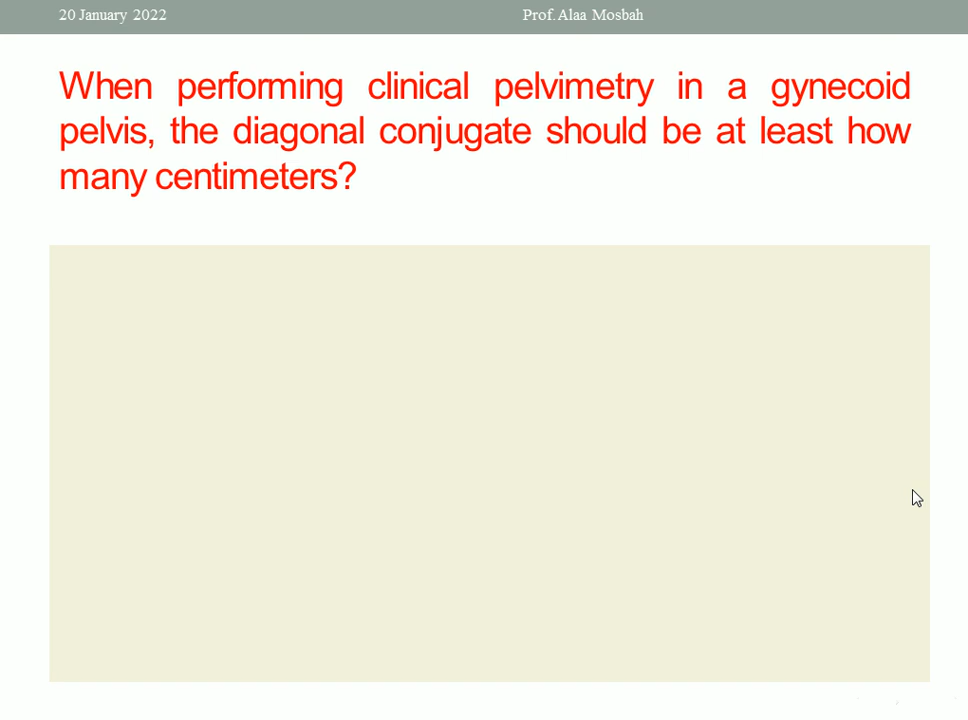 20 January 2022 Prof. Alaa Mosbah
When performing clinical pelvimetry in a gynecoid
pelvis, the diagonal conjugate should be at least how
many centimeters?